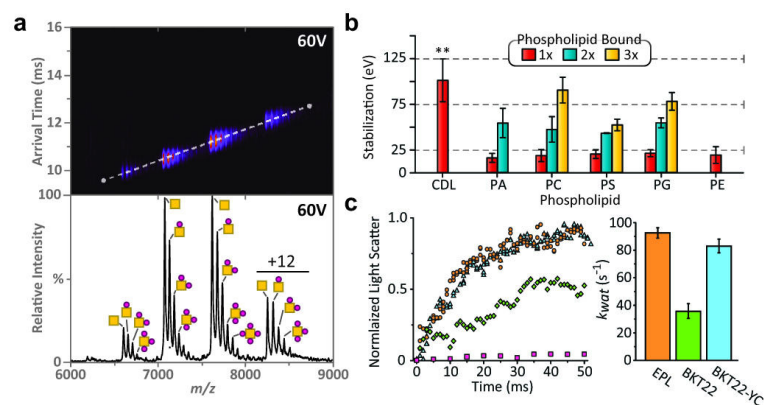 a
60V
Arrival Time (ms)
16
14
12
10
60V
Relative Intensity
100
%
0
+12
6000 7000 8000 9000
m/z
b
Phospholipid Bound
1x 2x 3x
Stabilization (eV)
125
75
25
0
**
CDL PA PC PS PG PE
Phospholipid
c
Normlaized Light Scatter
1.0
0.5
0
0 10 20 30 40 50
Time (ms)
kwat (s-1)
100
80
60
40
20
0
EPL BKT22 BKT22-YC